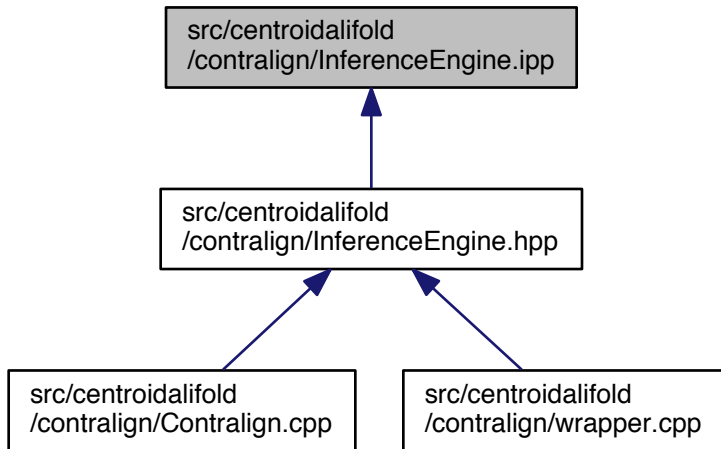 src/centroidalifold
/contralign/InferenceEngine.ipp
src/centroidalifold
/contralign/InferenceEngine.hpp
src/centroidalifold
/contralign/Contralign.cpp
src/centroidalifold
/contralign/wrapper.cpp